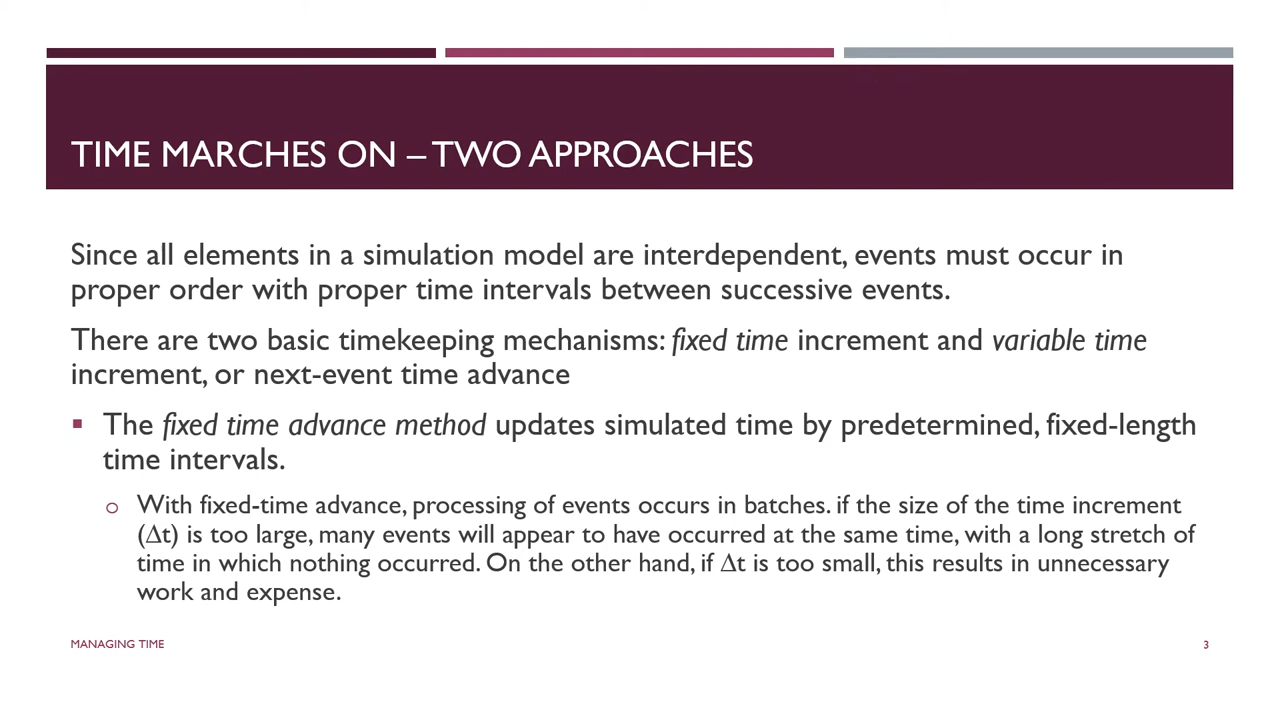 TIME MARCHES ON – TWO APPROACHES
Since all elements in a simulation model are interdependent, events must occur in
proper order with proper time intervals between successive events.
There are two basic timekeeping mechanisms: fixed time increment and variable time
increment, or next-event time advance
▪ The fixed time advance method updates simulated time by predetermined, fixed-length
time intervals.
o With fixed-time advance, processing of events occurs in batches. if the size of the time increment
(∆t) is too large, many events will appear to have occurred at the same time, with a long stretch of
time in which nothing occurred. On the other hand, if ∆t is too small, this results in unnecessary
work and expense.
MANAGING TIME
3